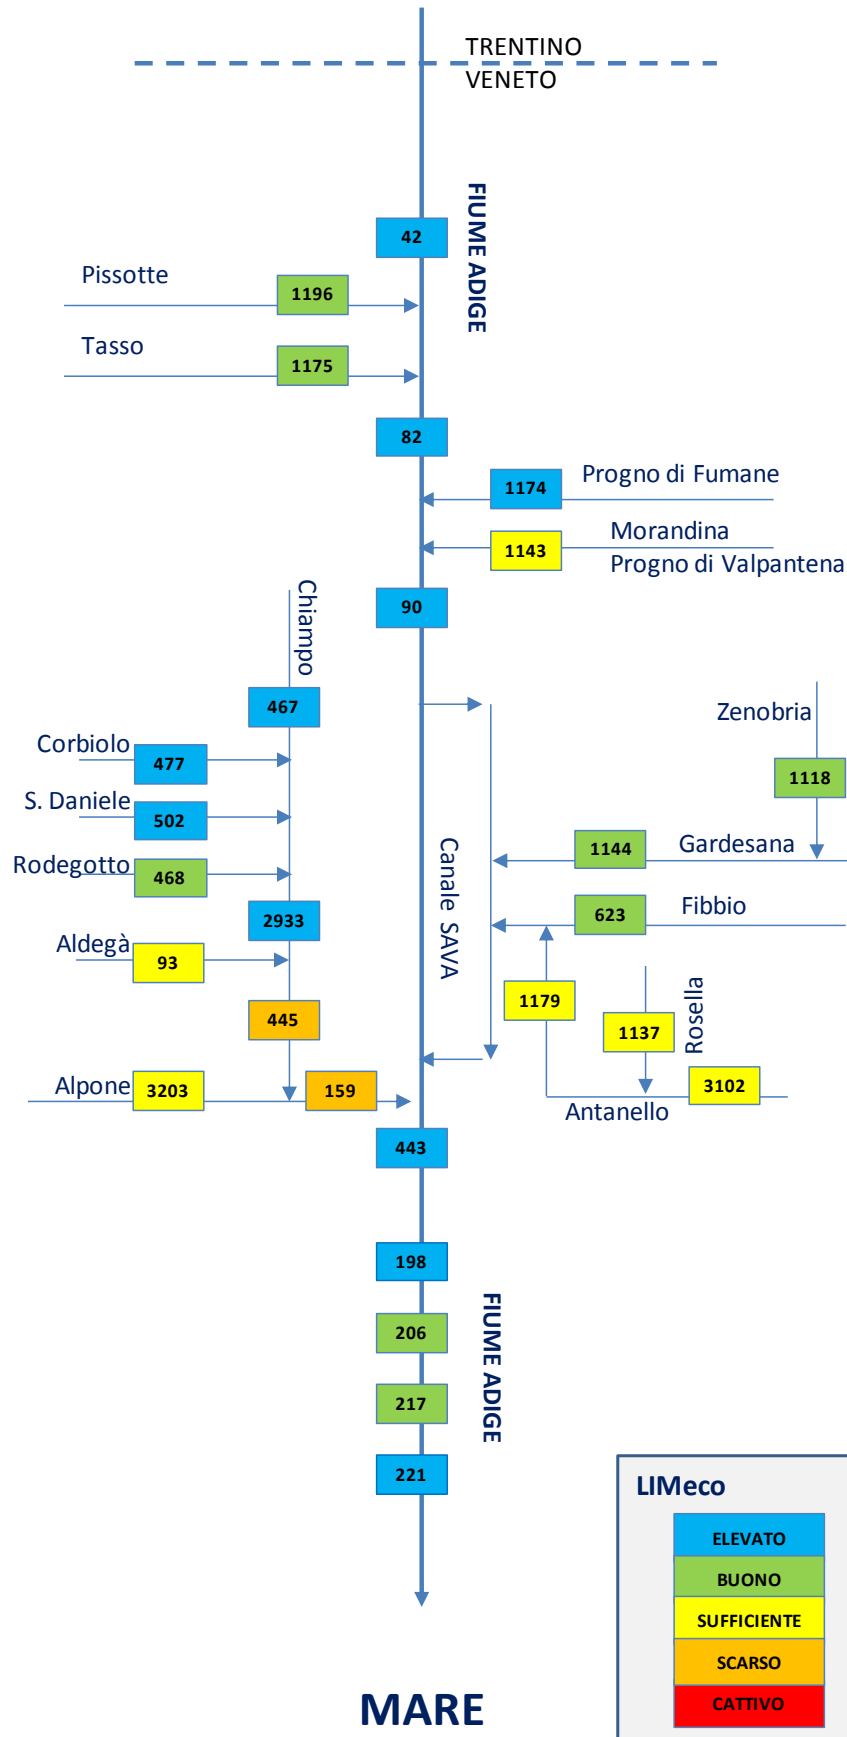 TRENTINO
VENETO
FIUME ADIGE
42
Pissotte
1196
Tasso
1175
82
Progno di Fumane
1174
Morandina
1143
Progno di Valpantena
90
Chiampo
467
Zenobria
Corbiolo
477
1118
S. Daniele
502
Canale SAVA
1144
Gardesana
Rodegotto
468
2933
623
Fibbio
Aldegà
93
1179
Rosella
445
1137
Alpone
3203
159
3102
Antanello
443
198
FIUME ADIGE
206
217
221
LIMeco
ELEVATO
BUONO
SUFFICIENTE
SCARSO
CATTIVO
MARE